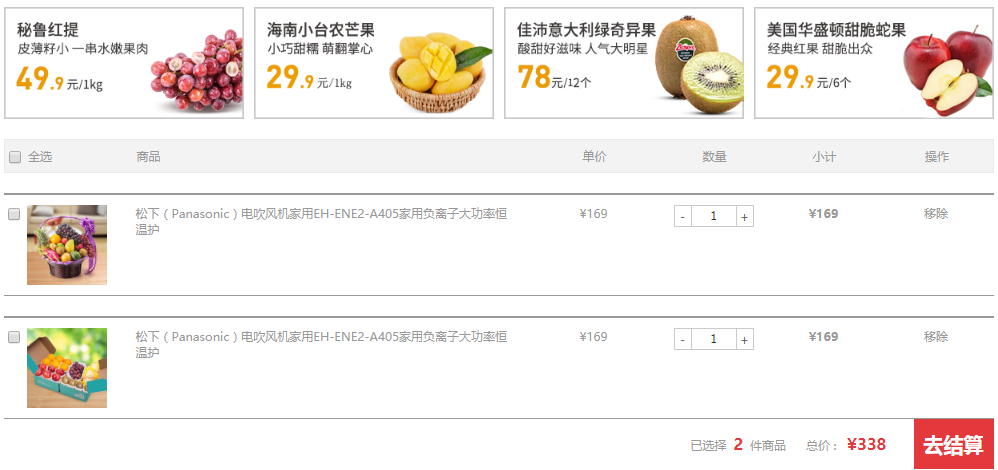 秘鲁红提
皮薄籽小 一串水嫩果肉
49.9 元/1kg
海南小台农芒果
小巧甜糯 萌翻掌心
29.9 元/1kg
佳沛意大利绿奇异果
酸甜好滋味 人气大明星
78元/12个
美国华盛顿甜脆蛇果
经典红果 甜脆出众
29.9 元/6个
全选 商品 单价 数量 小计 操作
松下（Panasonic）电吹风机家用EH-ENE2-A405家用负离子大功率恒 ¥169 - 1 + ¥169 移除
温护
松下（Panasonic）电吹风机家用EH-ENE2-A405家用负离子大功率恒 ¥169 - 1 + ¥169 移除
温护
已选择 2 件商品 总价： ¥338 去结算